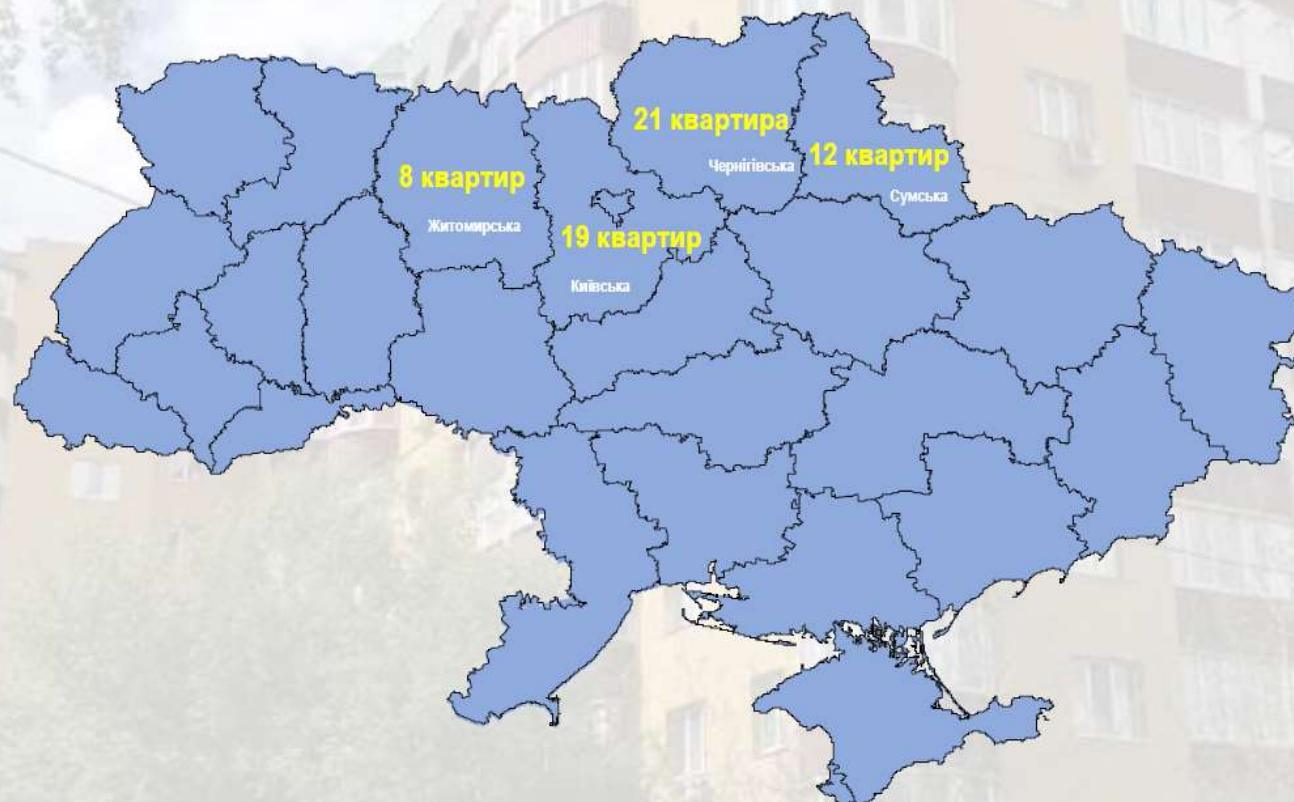 21 квартира
Чернігівська
12 квартир
Сумська
8 квартир
Житомирська
19 квартир
Київська